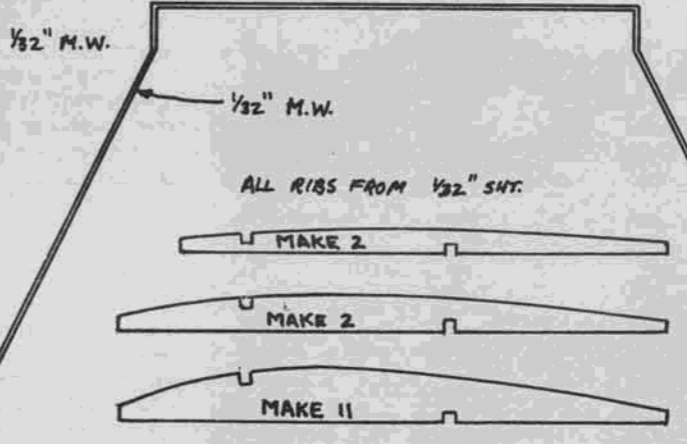 1/32" M.W.
1/32" M.W.
ALL RIBS FROM 1/32" SHT.
MAKE 2
MAKE 2
MAKE 11